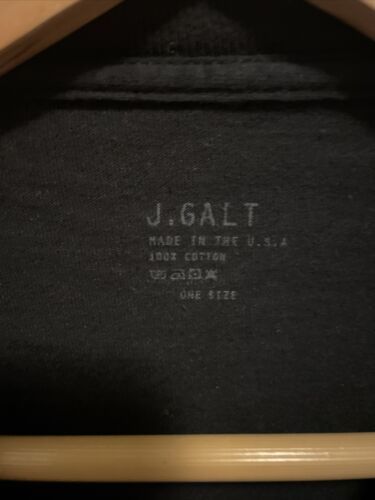 J.GALT
MADE IN THE U.S.A
100% COTTON
ONE SIZE